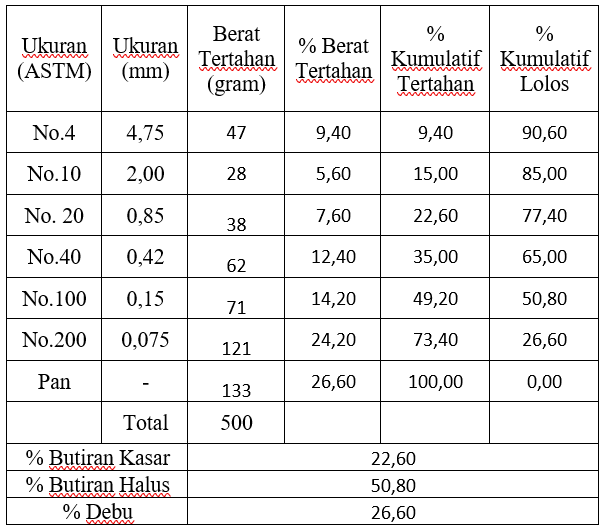 Ukuran (ASTM) Ukuran (mm) Berat Tertahan (gram) % Berat Tertahan % Kumulatif Tertahan % Kumulatif Lolos
No.4 4,75 47 9,40 9,40 90,60
No.10 2,00 28 5,60 15,00 85,00
No. 20 0,85 38 7,60 22,60 77,40
No.40 0,42 62 12,40 35,00 65,00
No.100 0,15 71 14,20 49,20 50,80
No.200 0,075 121 24,20 73,40 26,60
Pan - 133 26,60 100,00 0,00
Total 500
% Butiran Kasar 22,60
% Butiran Halus 50,80
% Debu 26,60